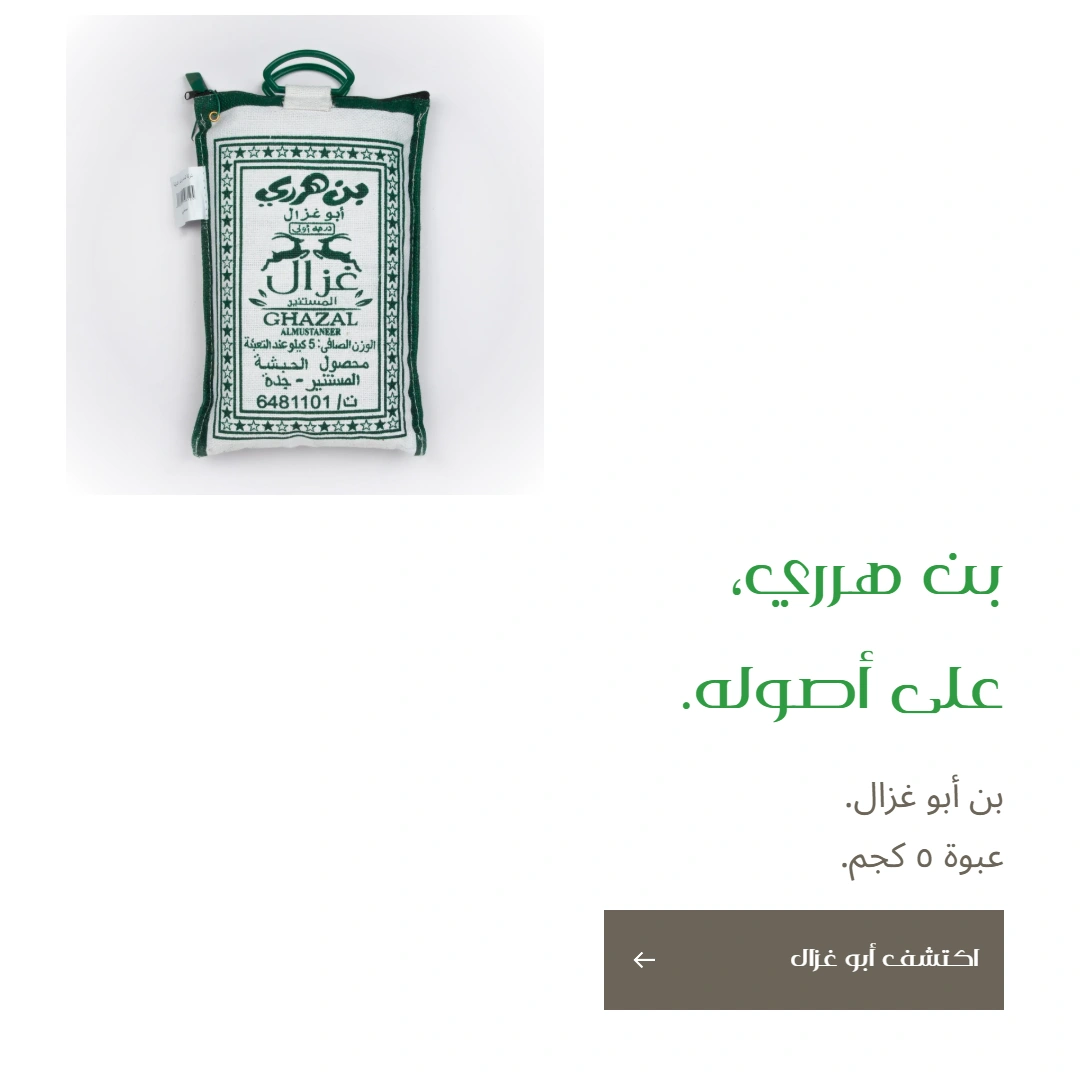 بن هرري
أبو غزال
درجة أولى
غزال
المستنير
GHAZAL
ALMUSTANEER
الوزن الصافي: 5 كيلو عند التعبئة
محصول الحبشة
المستنير - جدة
ت/ 6481101
بن هرري،
على أصوله.
بن أبو غزال.
عبوة ٥ كجم.
اكتشف أبو غزال